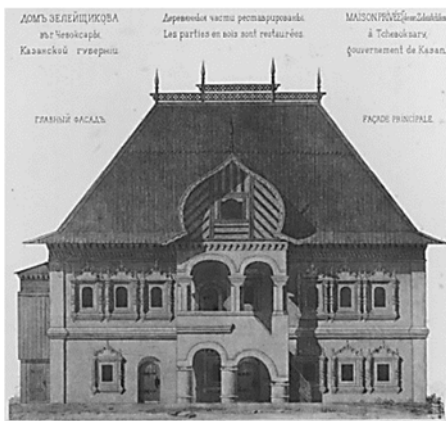 ДОМЪ ЗЕЛЕЙЩИКОВА
въ г. Чебоксары,
Казанской губерніи.
Деревянныя части реставрированы.
Les parties en bois sont restaurées.
MAISON PRIVÉE
à Tcheboksary,
gouvernement de Kazan.
ГЛАВНЫЙ ФАСАДЪ.
FAÇADE PRINCIPALE.